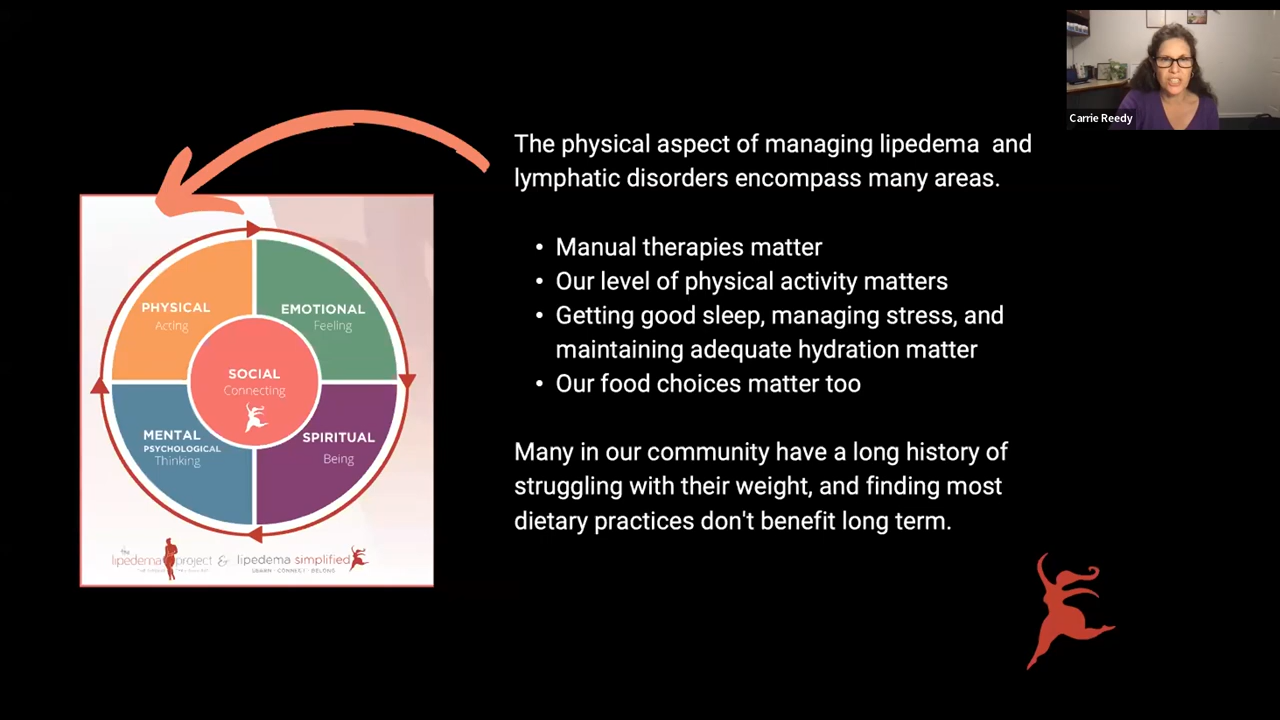 Carrie Reedy
The physical aspect of managing lipedema and
lymphatic disorders encompass many areas.
• Manual therapies matter
• Our level of physical activity matters
• Getting good sleep, managing stress, and
maintaining adequate hydration matter
• Our food choices matter too
Many in our community have a long history of
struggling with their weight, and finding most
dietary practices don't benefit long term.
PHYSICAL
Acting
EMOTIONAL
Feeling
SOCIAL
Connecting
MENTAL
PSYCHOLOGICAL
Thinking
SPIRITUAL
Being
the
lipedema project & lipedema simplified
LEARN · CONNECT · BELONG